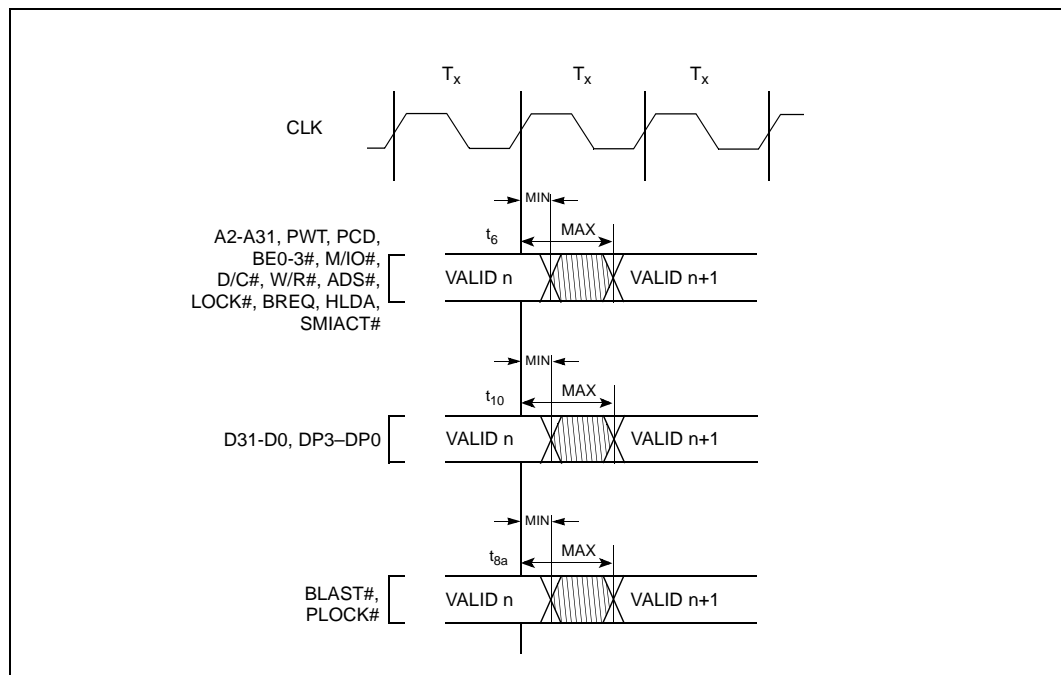 Tx Tx Tx
CLK
MIN
t6 MAX
A2-A31, PWT, PCD,
BE0-3#, M/IO#,
D/C#, W/R#, ADS#,
LOCK#, BREQ, HLDA,
SMIACT#
VALID n VALID n+1
MIN
t10 MAX
D31-D0, DP3–DP0
VALID n VALID n+1
MIN
t8a MAX
BLAST#,
PLOCK#
VALID n VALID n+1